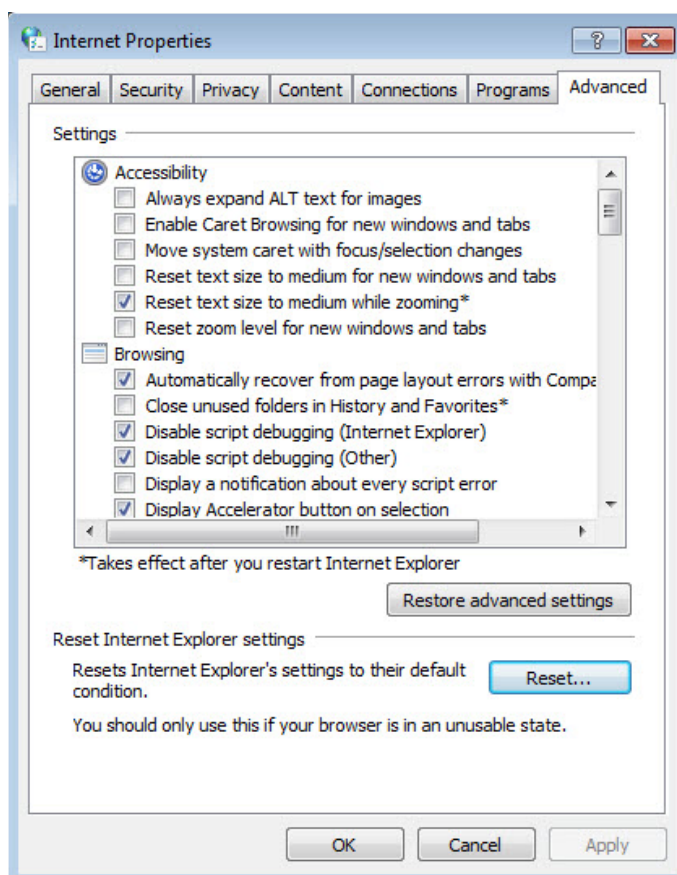 Internet Properties
General Security Privacy Content Connections Programs Advanced
Settings
Accessibility
Always expand ALT text for images
Enable Caret Browsing for new windows and tabs
Move system caret with focus/selection changes
Reset text size to medium for new windows and tabs
Reset text size to medium while zooming*
Reset zoom level for new windows and tabs
Browsing
Automatically recover from page layout errors with Compa
Close unused folders in History and Favorites*
Disable script debugging (Internet Explorer)
Disable script debugging (Other)
Display a notification about every script error
Display Accelerator button on selection
*Takes effect after you restart Internet Explorer
Restore advanced settings
Reset Internet Explorer settings
Resets Internet Explorer's settings to their default
condition.
Reset...
You should only use this if your browser is in an unusable state.
OK Cancel Apply